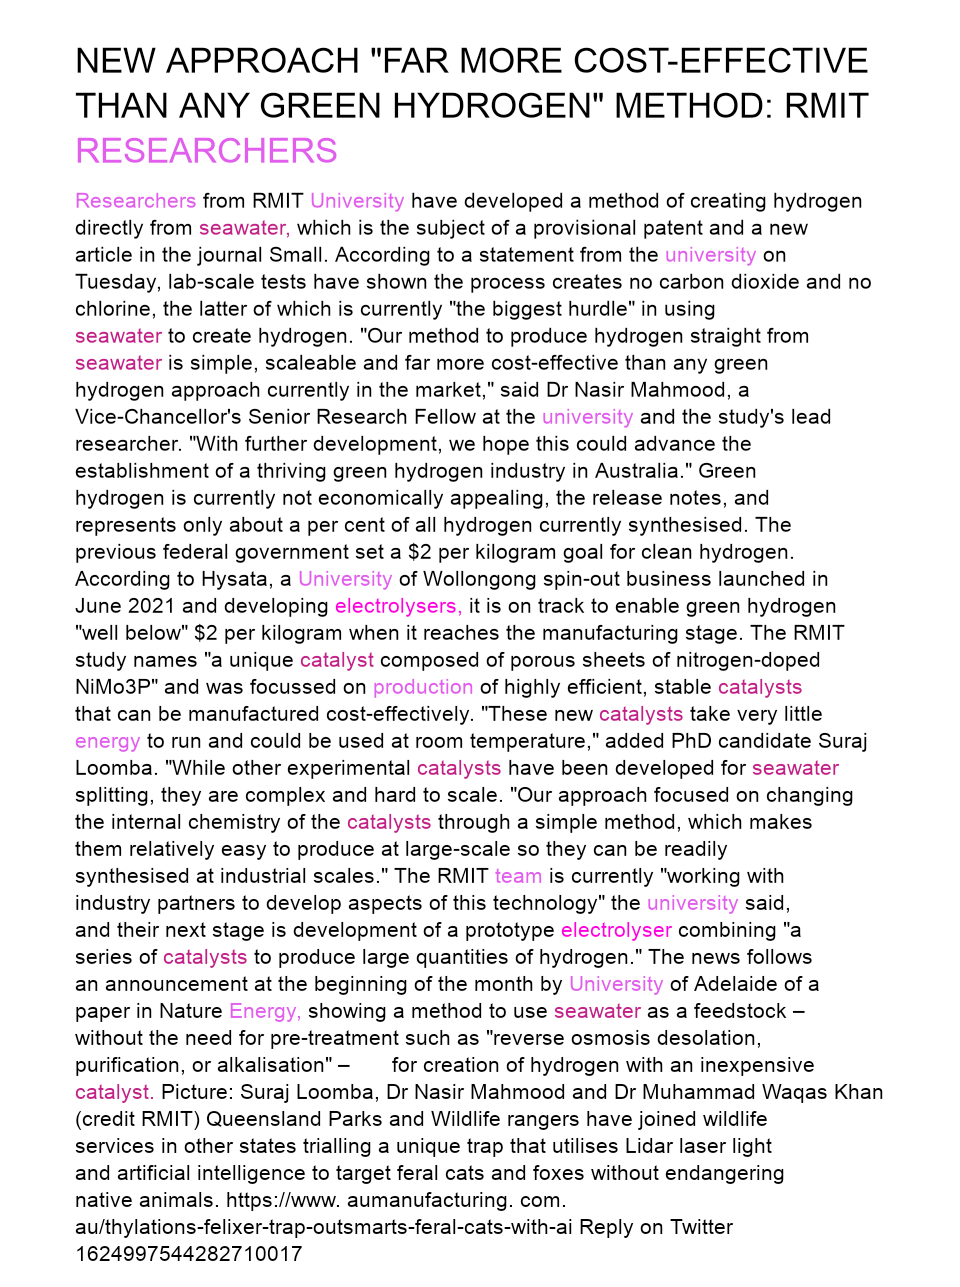 NEW APPROACH "FAR MORE COST-EFFECTIVE
THAN ANY GREEN HYDROGEN" METHOD: RMIT
RESEARCHERS
Researchers from RMIT University have developed a method of creating hydrogen
directly from seawater, which is the subject of a provisional patent and a new
article in the journal Small. According to a statement from the university on
Tuesday, lab-scale tests have shown the process creates no carbon dioxide and no
chlorine, the latter of which is currently "the biggest hurdle" in using
seawater to create hydrogen. "Our method to produce hydrogen straight from
seawater is simple, scaleable and far more cost-effective than any green
hydrogen approach currently in the market," said Dr Nasir Mahmood, a
Vice-Chancellor's Senior Research Fellow at the university and the study's lead
researcher. "With further development, we hope this could advance the
establishment of a thriving green hydrogen industry in Australia." Green
hydrogen is currently not economically appealing, the release notes, and
represents only about a per cent of all hydrogen currently synthesised. The
previous federal government set a $2 per kilogram goal for clean hydrogen.
According to Hysata, a University of Wollongong spin-out business launched in
June 2021 and developing electrolysers, it is on track to enable green hydrogen
"well below" $2 per kilogram when it reaches the manufacturing stage. The RMIT
study names "a unique catalyst composed of porous sheets of nitrogen-doped
NiMo3P" and was focussed on production of highly efficient, stable catalysts
that can be manufactured cost-effectively. "These new catalysts take very little
energy to run and could be used at room temperature," added PhD candidate Suraj
Loomba. "While other experimental catalysts have been developed for seawater
splitting, they are complex and hard to scale. "Our approach focused on changing
the internal chemistry of the catalysts through a simple method, which makes
them relatively easy to produce at large-scale so they can be readily
synthesised at industrial scales." The RMIT team is currently "working with
industry partners to develop aspects of this technology" the university said,
and their next stage is development of a prototype electrolyser combining "a
series of catalysts to produce large quantities of hydrogen." The news follows
an announcement at the beginning of the month by University of Adelaide of a
paper in Nature Energy, showing a method to use seawater as a feedstock –
without the need for pre-treatment such as "reverse osmosis desolation,
purification, or alkalisation" – for creation of hydrogen with an inexpensive
catalyst. Picture: Suraj Loomba, Dr Nasir Mahmood and Dr Muhammad Waqas Khan
(credit RMIT) Queensland Parks and Wildlife rangers have joined wildlife
services in other states trialling a unique trap that utilises Lidar laser light
and artificial intelligence to target feral cats and foxes without endangering
native animals. https://www. aumanufacturing. com.
au/thylations-felixer-trap-outsmarts-feral-cats-with-ai Reply on Twitter
1624997544282710017